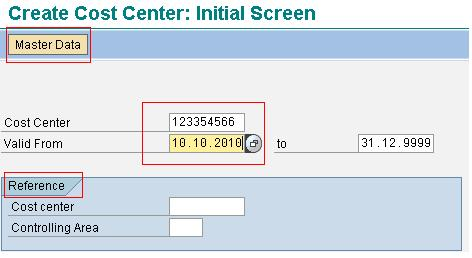 Create Cost Center: Initial Screen
Master Data
Cost Center 123354566
Valid From 10.10.2010 to 31.12.9999
Reference
Cost center
Controlling Area